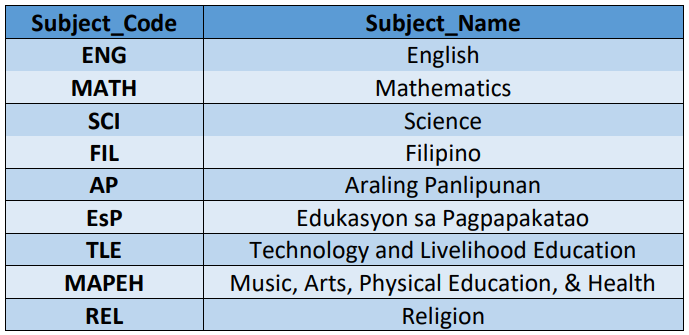 Subject_Code Subject_Name
ENG English
MATH Mathematics
SCI Science
FIL Filipino
AP Araling Panlipunan
EsP Edukasyon sa Pagpapakatao
TLE Technology and Livelihood Education
MAPEH Music, Arts, Physical Education, & Health
REL Religion